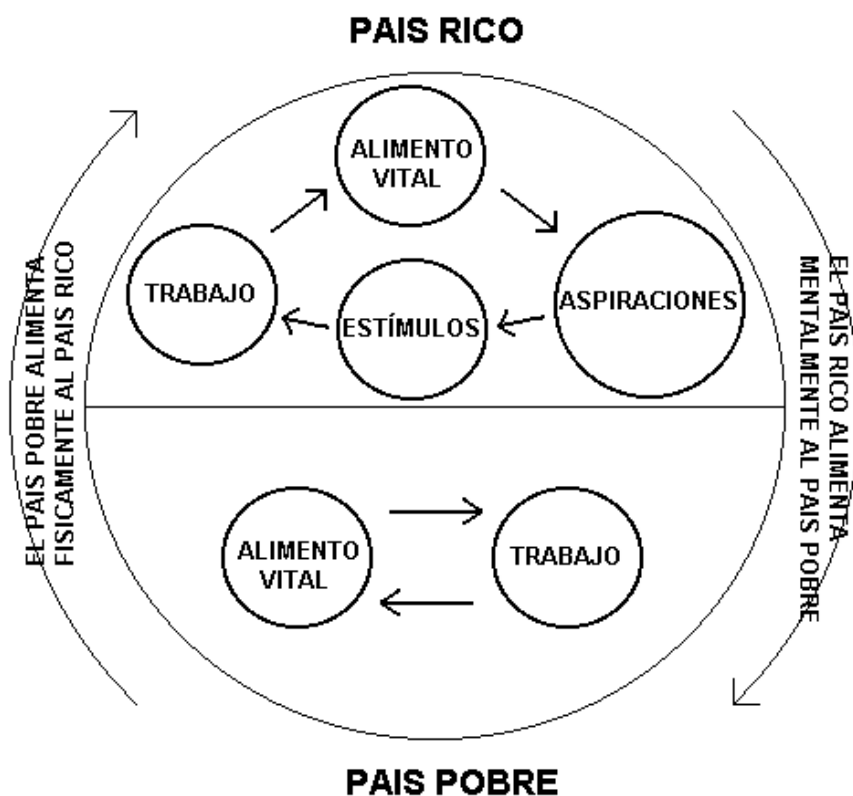 PAIS RICO
ALIMENTO
VITAL
TRABAJO
ESTÍMULOS
ASPIRACIONES
EL PAIS POBRE ALIMENTA
FISICAMENTE AL PAIS RICO
EL PAIS RICO ALIMENTA
MENTALMENTE AL PAIS POBRE
ALIMENTO
VITAL
TRABAJO
PAIS POBRE